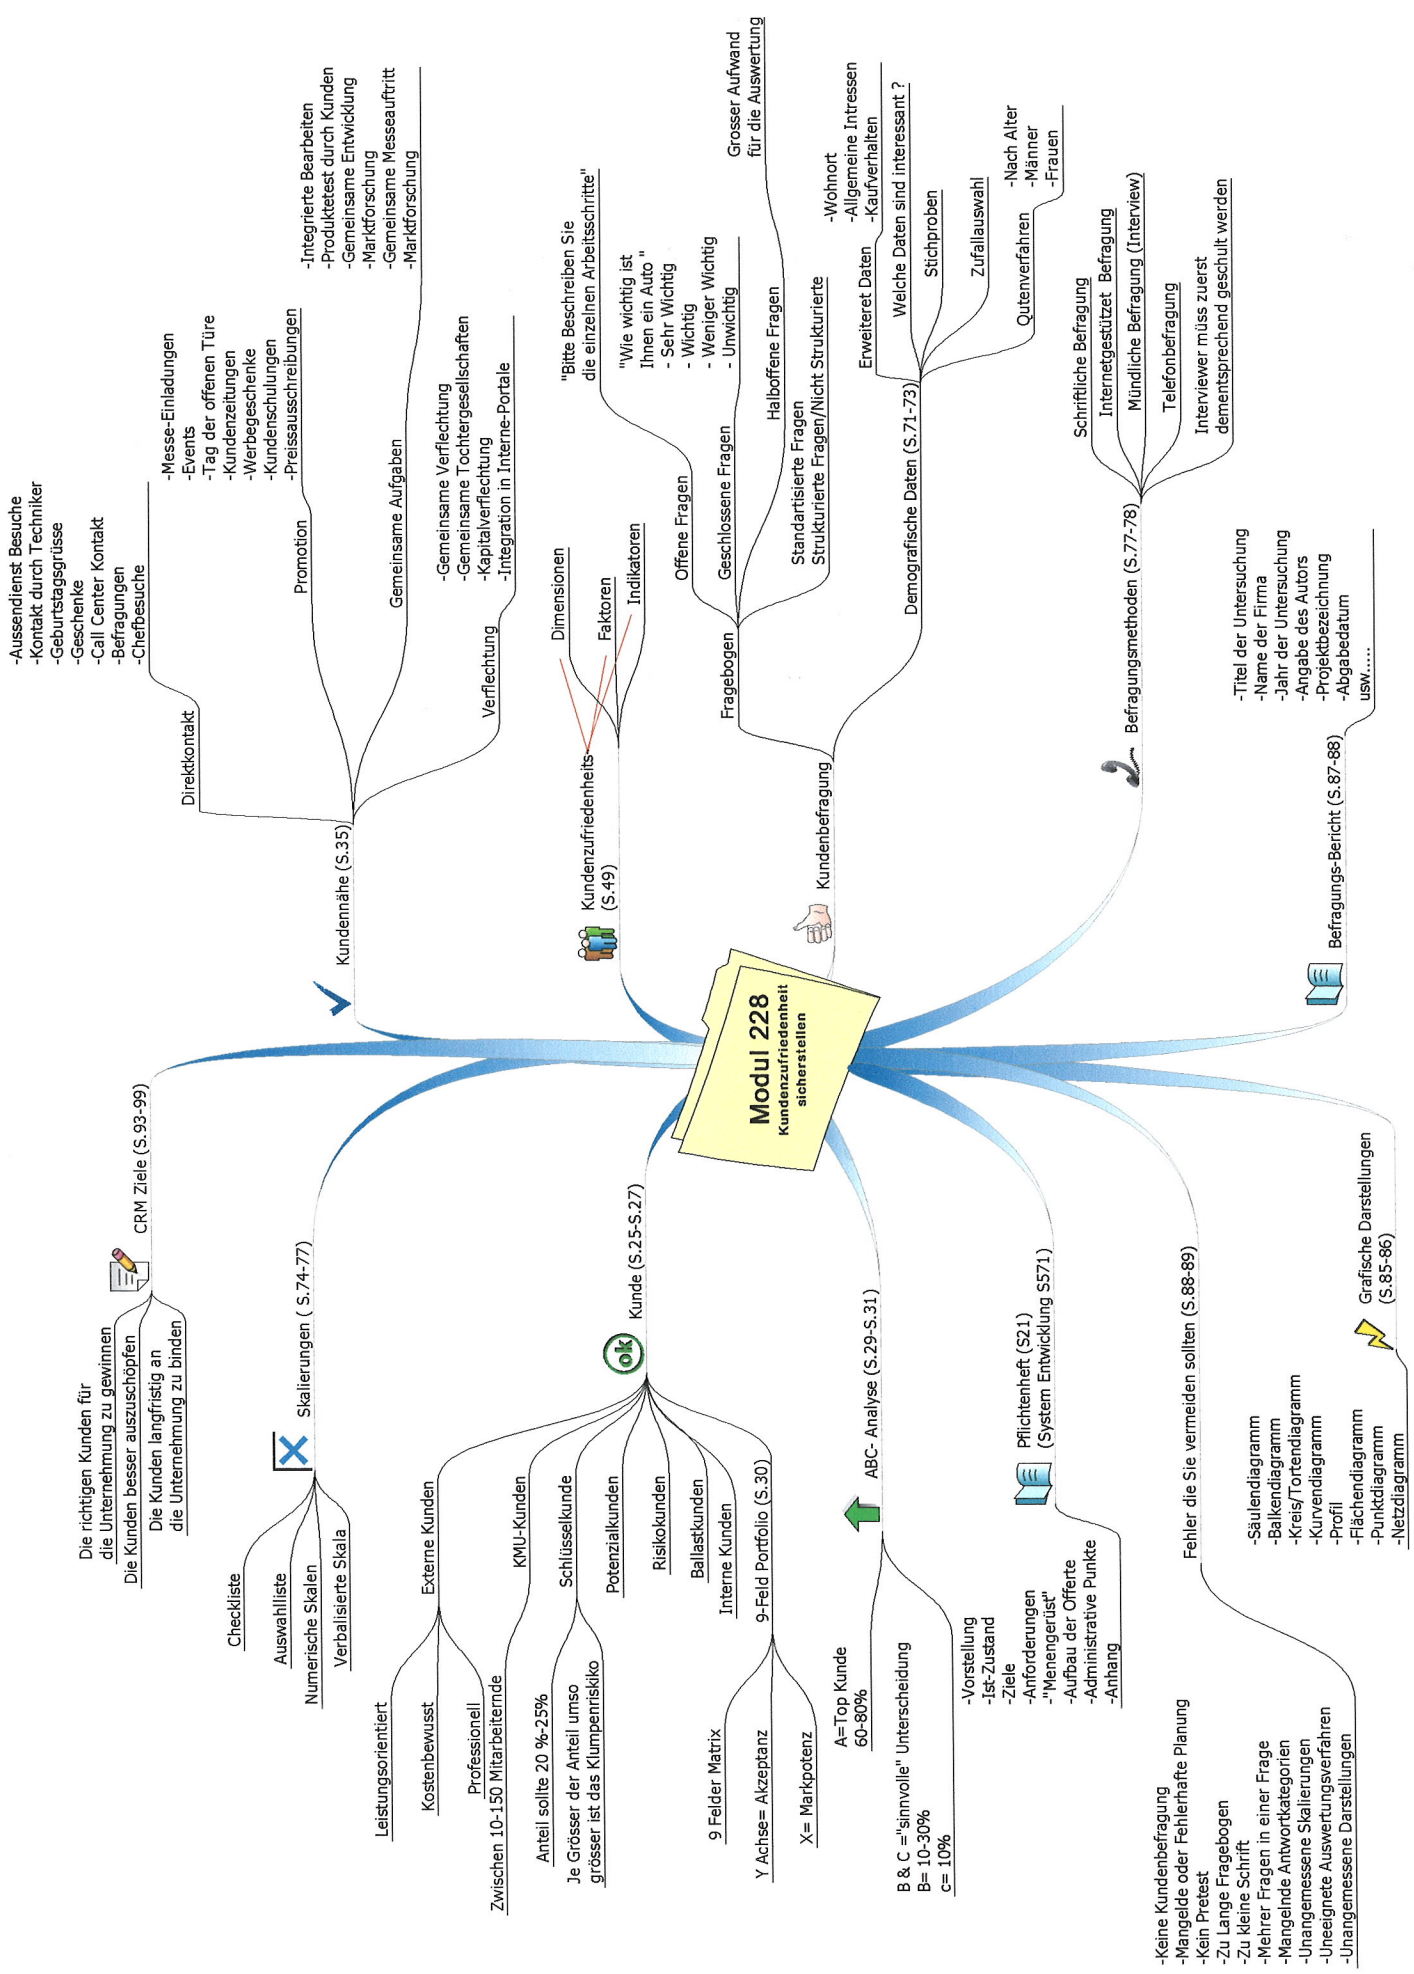 Modul 228
Kundenzufriedenheit
sicherstellen
Kundennähe (S.35)
Direktkontakt
-Aussendienst Besuche
-Kontakt durch Techniker
-Geburtstagsgrüsse
-Geschenke
-Call Center Kontakt
-Befragungen
-Chefbesuche
Promotion
-Messe-Einladungen
-Events
-Tag der offenen Türe
-Kundenzeitungen
-Werbegeschenke
-Kundenschulungen
-Preissausschreibungen
Gemeinsame Aufgaben
-Integrierte Bearbeiten
-Produktetest durch Kunden
-Gemeinsame Entwicklung
-Marktforschung
-Gemeinsame Messeauftritt
-Marktforschung
Verflechtung
-Gemeinsame Verflechtung
-Gemeinsame Tochtergesellschaften
-Kapitalverflechtung
-Integration in Interne-Portale
Kundenzufriedenheits
(S.49)
Dimensionen
Faktoren
Indikatoren
Kundenbefragung
Fragebogen
Offene Fragen
"Bitte Beschreiben Sie
die einzelnen Arbeitsschritte"
Geschlossene Fragen
"Wie wichtig ist
Ihnen ein Auto "
- Sehr Wichtig
- Wichtig
- Weniger Wichtig
- Unwichtig
Halboffene Fragen
Grosser Aufwand
für die Auswertung
Standartisierte Fragen
Strukturierte Fragen/Nicht Strukturierte
Demografische Daten (S.71-73)
Erweiteret Daten
-Wohnort
-Allgemeine Intressen
-Kaufverhalten
Welche Daten sind interessant ?
Stichproben
Zufallauswahl
Qutenverfahren
-Nach Alter
-Männer
-Frauen
Befragungsmethoden (S.77-78)
Schriftliche Befragung
Internetgestützet  Befragung
Mündliche Befragung (Interview)
Telefonbefragung
Interviewer müss zuerst
dementsprechend geschult werden
Befragungs-Bericht (S.87-88)
-Titel der Untersuchung
-Name der Firma
-Jahr der Untersuchung
-Angabe des Autors
-Projektbezeichnung
-Abgabedatum
usw.....
CRM Ziele (S.93-99)
Die richtigen Kunden für
die Unternehmung zu gewinnen
Die Kunden besser auszuschöpfen
Die Kunden langfristig an
die Unternehmung zu binden
Skalierungen ( S.74-77)
Checkliste
Auswahlliste
Numerische Skalen
Verbalisierte Skala
ok
Kunde (S.25-S.27)
Externe Kunden
Leistungsorientiert
Kostenbewusst
Professionell
KMU-Kunden
Zwischen 10-150 Mitarbeiternde
Schlüsselkunde
Anteil sollte 20 %-25%
Je Grösser der Anteil umso
grösser ist das Klumpenriskiko
Potenzialkunden
Risikokunden
Ballastkunden
Interne Kunden
9-Feld Portfolio (S.30)
9 Felder Matrix
Y Achse= Akzeptanz
X= Markpotenz
ABC- Analyse (S.29-S.31)
A=Top Kunde
60-80%
B & C ="sinnvolle" Unterscheidung
B= 10-30%
c= 10%
Pflichtenheft (S21)
(System Entwicklung S571)
-Vorstellung
-Ist-Zustand
-Ziele
-Anforderungen
-"Menengerüst"
-Aufbau der Offerte
-Administrative Punkte
-Anhang
Fehler die Sie vermeiden sollten (S.88-89)
-Keine Kundenbefragung
-Mangelde oder Fehlerhafte Planung
-Kein Pretest
-Zu Lange Fragebogen
-Zu kleine Schrift
-Mehrer Fragen in einer Frage
-Mangelnde Antwortkategorien
-Unangemessene Skalierungen
-Uneeignete Auswertungsverfahren
-Unangemessene Darstellungen
Grafische Darstellungen
(S.85-86)
-Säulendiagramm
-Balkendiagramm
-Kreis/Tortendiagramm
-Kurvendiagramm
-Profil
-Flächendiagramm
-Punktdiagramm
-Netzdiagramm